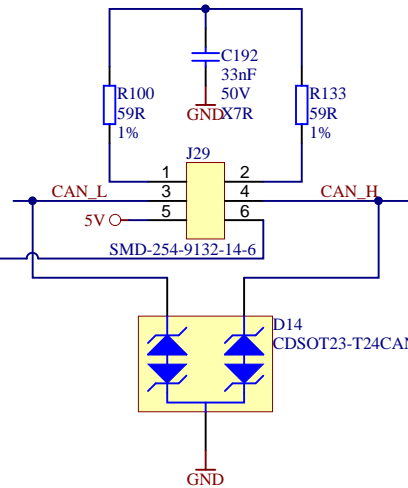 C192
33nF
50V
X7R
GND
R100
59R
1%
R133
59R
1%
J29
1 2
3 4
5 6
CAN_L
CAN_H
5V
SMD-254-9132-14-6
D14
CDSOT23-T24CAN
GND